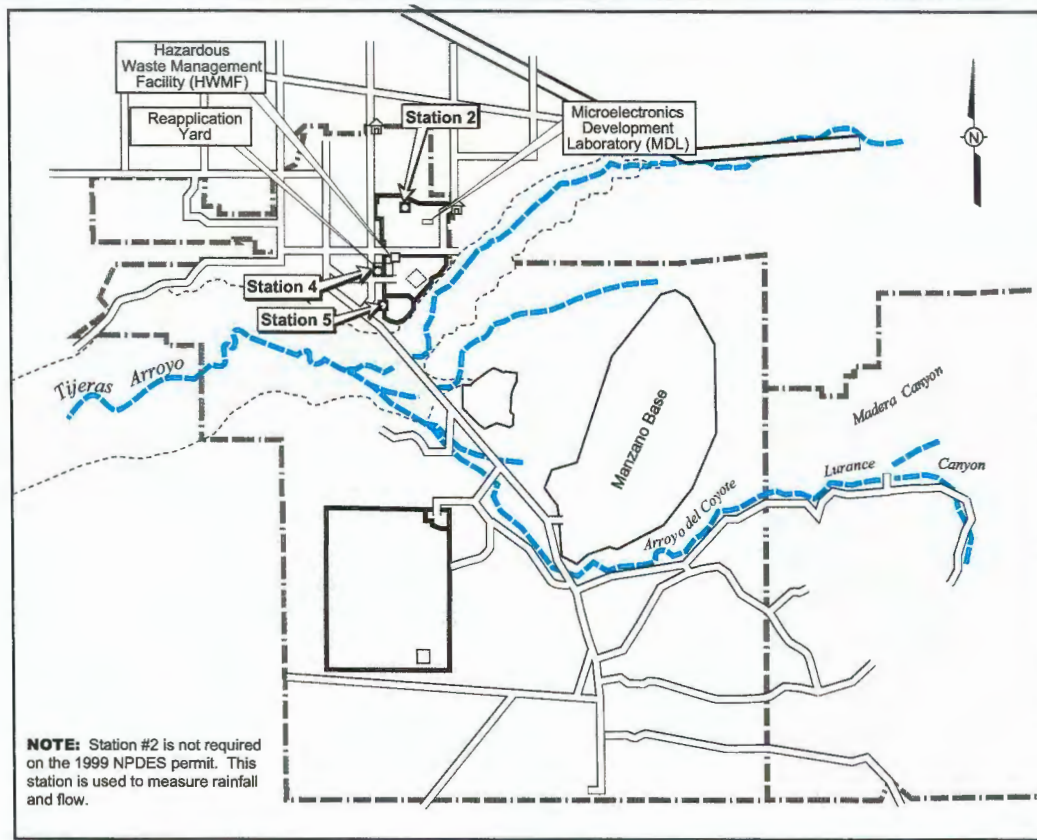 Hazardous
Waste Management
Facility (HWMF)
Reapplication
Yard
Station 2
Microelectronics
Development
Laboratory (MDL)
N
Station 4
Station 5
Tijeras Arroyo
Manzano Base
Madera Canyon
Lurance Canyon
Arroyo del Coyote
NOTE: Station #2 is not required
on the 1999 NPDES permit. This
station is used to measure rainfall
and flow.